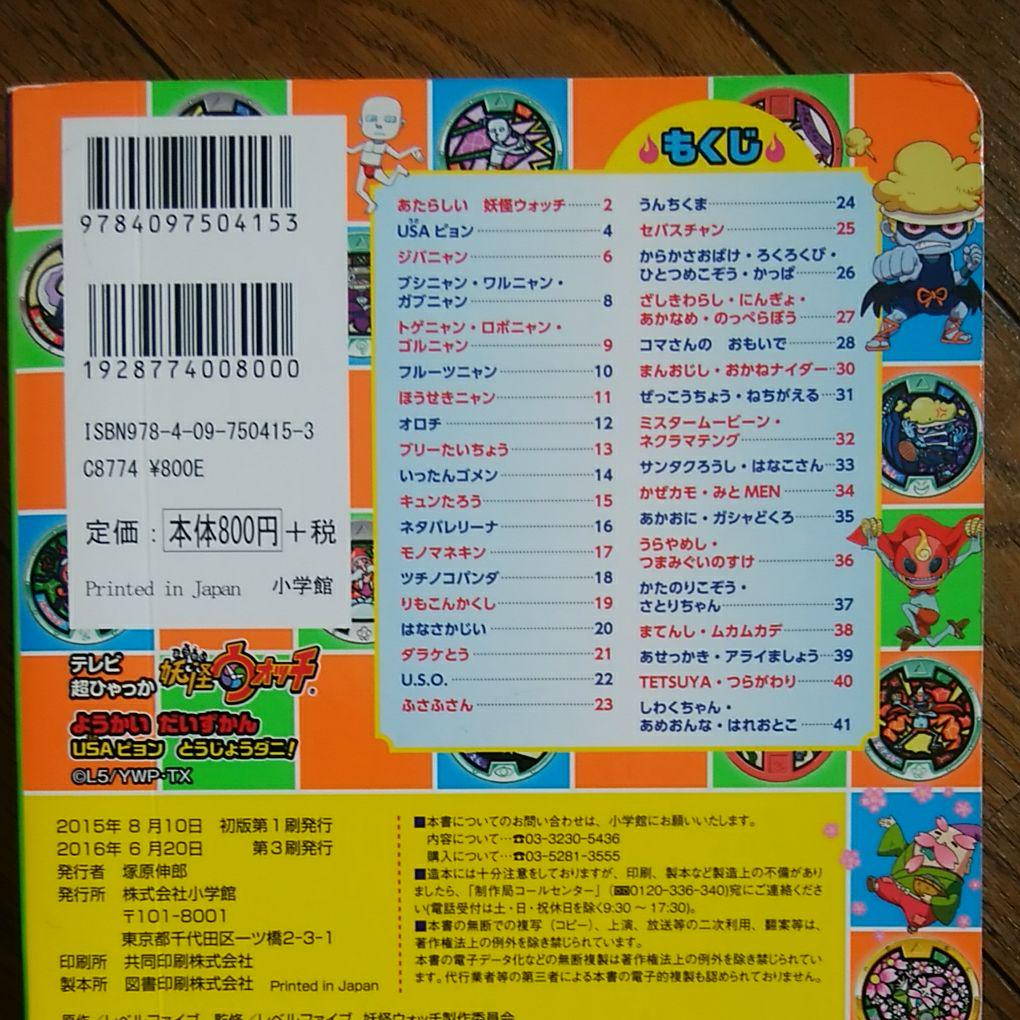 9784097504153
1928774008000
ISBN978-4-09-750415-3
C8774 ¥800E
定価：本体800円＋税
Printed in Japan 小学館
テレビ
超ひゃっか
妖怪ウォッチ
ようかい だいずかん
USAピョン とうじょうダニ!
©L5/YWP・TX
もくじ
あたらしい 妖怪ウォッチ……2
うさ
USAピョン……4
ジバニャン……6
ブシニャン・ワルニャン・
ガブニャン……8
トゲニャン・ロボニャン・
ゴルニャン……9
フルーツニャン……10
ほうせきニャン……11
オロチ……12
ブリーたいちょう……13
いったんゴメン……14
キュンたろう……15
ネタバレリーナ……16
モノマネキン……17
ツチノコパンダ……18
りもこんかくし……19
はなさかじい……20
ダラケとう……21
U.S.O.……22
ふさふさん……23
うんちくま……24
セバスチャン……25
からかさおばけ・ろくろくび・
ひとつめこぞう・かっぱ……26
ざしきわらし・にんぎょ・
あかなめ・のっぺらぼう……27
コマさんの おもいで……28
まんおじし・おかねナイダー…30
ぜっこうちょう・ねちがえる…31
ミスタームービーン・
ネクラマテング……32
サンタクろうし・はなこさん…33
かぜカモ・みとMEN……34
あかおに・ガシャどくろ……35
うらやめし・
つまみぐいのすけ……36
かたのりこぞう・
さとりちゃん……37
まてんし・ムカムカデ……38
あせっかき・アライましょう…39
TETSUYA・つらがわり……40
しわくちゃん・
あめおんな・はれおとこ……41
2015年 8月10日 初版第1刷発行
2016年 6月20日 第3刷発行
発行者 塚原伸郎
発行所 株式会社小学館
〒101-8001
東京都千代田区一ツ橋2-3-1
印刷所 共同印刷株式会社
製本所 図書印刷株式会社 Printed in Japan
■本書についてのお問い合わせは、小学館にお願いいたします。
内容について…☎03-3230-5436
購入について…☎03-5281-3555
■造本には十分注意をしておりますが、印刷、製本など製造上の不備があり
ましたら、「制作局コールセンター」(0120-336-340)宛にご連絡くださ
い(電話受付は土・日・祝休日を除く9:30〜17:30)。
■本書の無断での複写(コピー)、上演、放送等の二次利用、翻案等は、
著作権法上の例外を除き禁じられています。
本書の電子データ化などの無断複製は著作権法上の例外を除き禁じられてい
ます。代行業者等の第三者による本書の電子的複製も認められておりません。
原作／レベルファイブ 監修／レベルファイブ、妖怪ウォッチ製作委員会